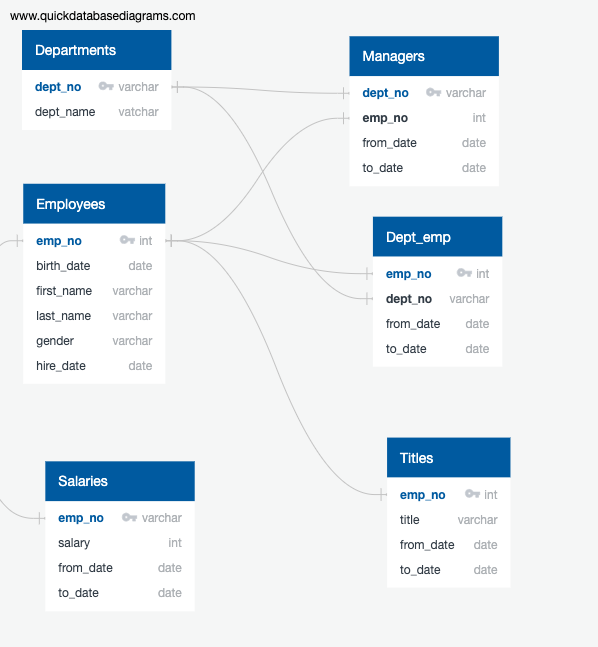 www.quickdatabasediagrams.com
Departments
dept_no varchar
dept_name vatchar
Managers
dept_no varchar
emp_no int
from_date date
to_date date
Employees
emp_no int
birth_date date
first_name varchar
last_name varchar
gender varchar
hire_date date
Dept_emp
emp_no int
dept_no varchar
from_date date
to_date date
Salaries
emp_no varchar
salary int
from_date date
to_date date
Titles
emp_no int
title varchar
from_date date
to_date date